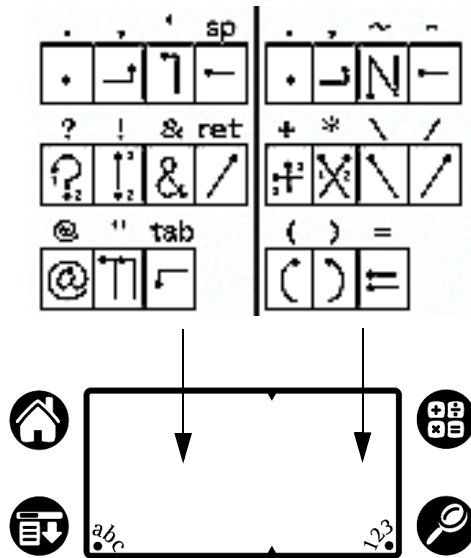 . , ' sp . , ~ -
? ! & ret + * \ /
@ " tab ( ) =
abc 123